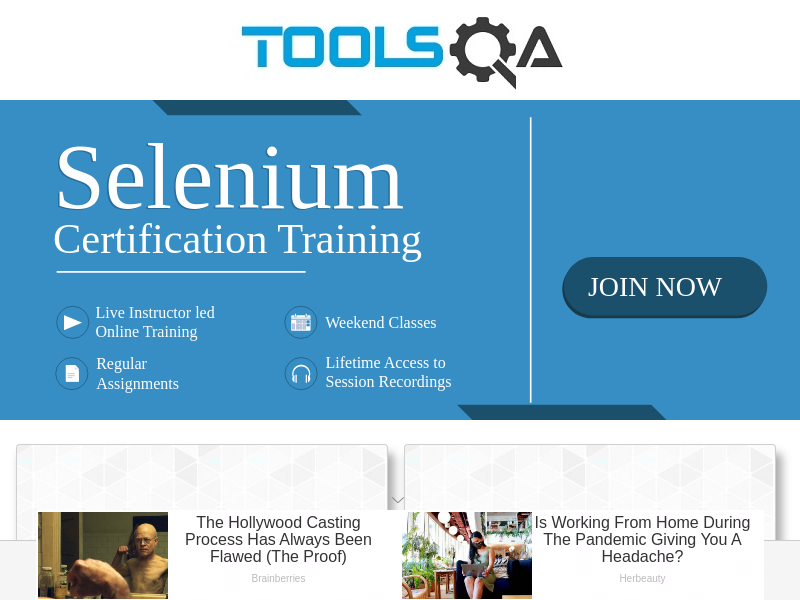 TOOLSQA
Selenium
Certification Training
JOIN NOW
Live Instructor led
Online Training
Weekend Classes
Regular
Assignments
Lifetime Access to
Session Recordings
The Hollywood Casting
Process Has Always Been
Flawed (The Proof)
Brainberries
Is Working From Home During
The Pandemic Giving You A
Headache?
Herbeauty